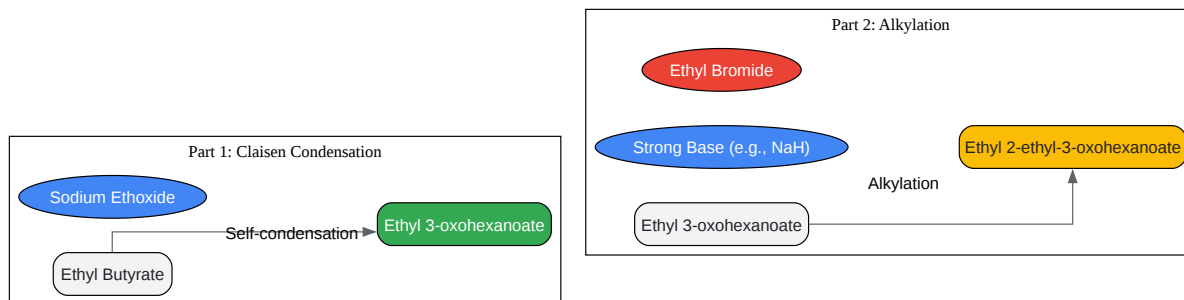 Part 1: Claisen Condensation
Sodium Ethoxide
Self-condensation
Ethyl 3-oxohexanoate
Ethyl Butyrate
Part 2: Alkylation
Ethyl Bromide
Strong Base (e.g., NaH)
Ethyl 2-ethyl-3-oxohexanoate
Alkylation
Ethyl 3-oxohexanoate